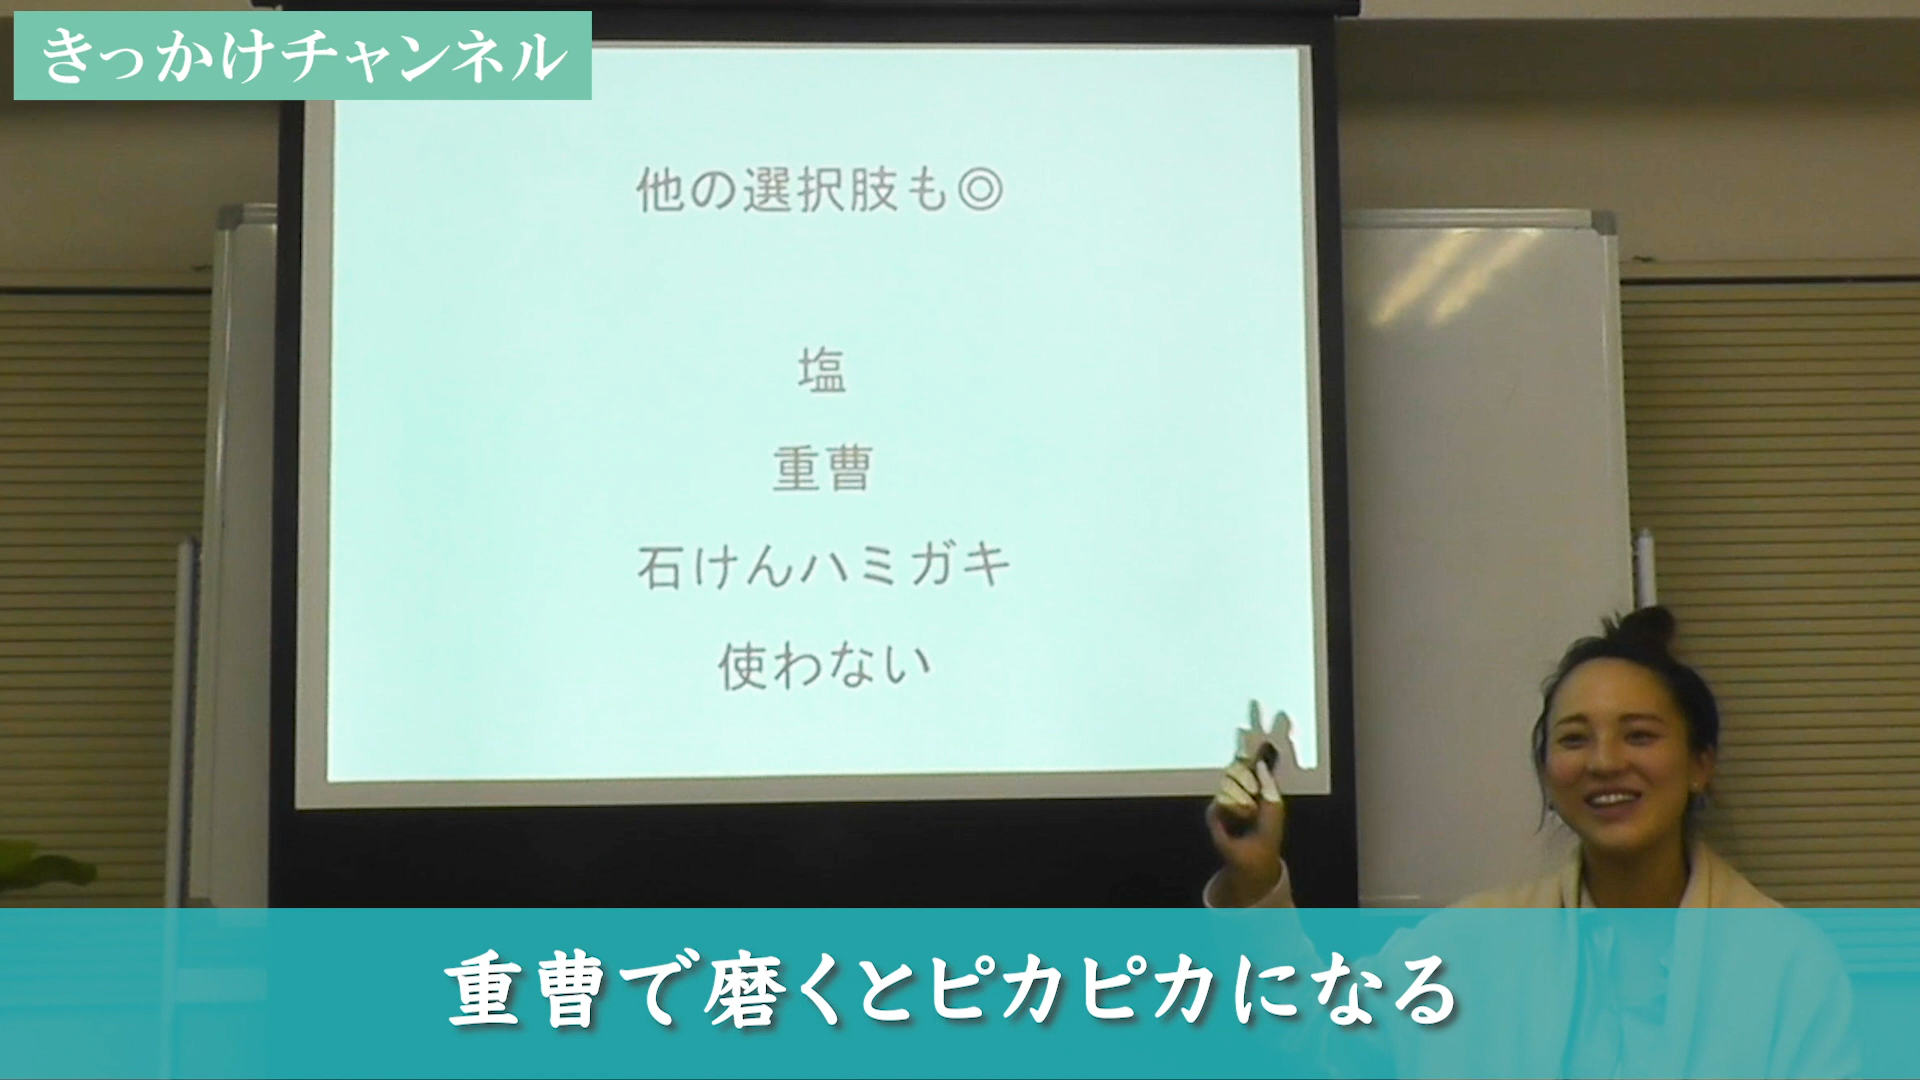 きっかけチャンネル
他の選択肢も◎
塩
重曹
石けんハミガキ
使わない
重曹で磨くとピカピカになる